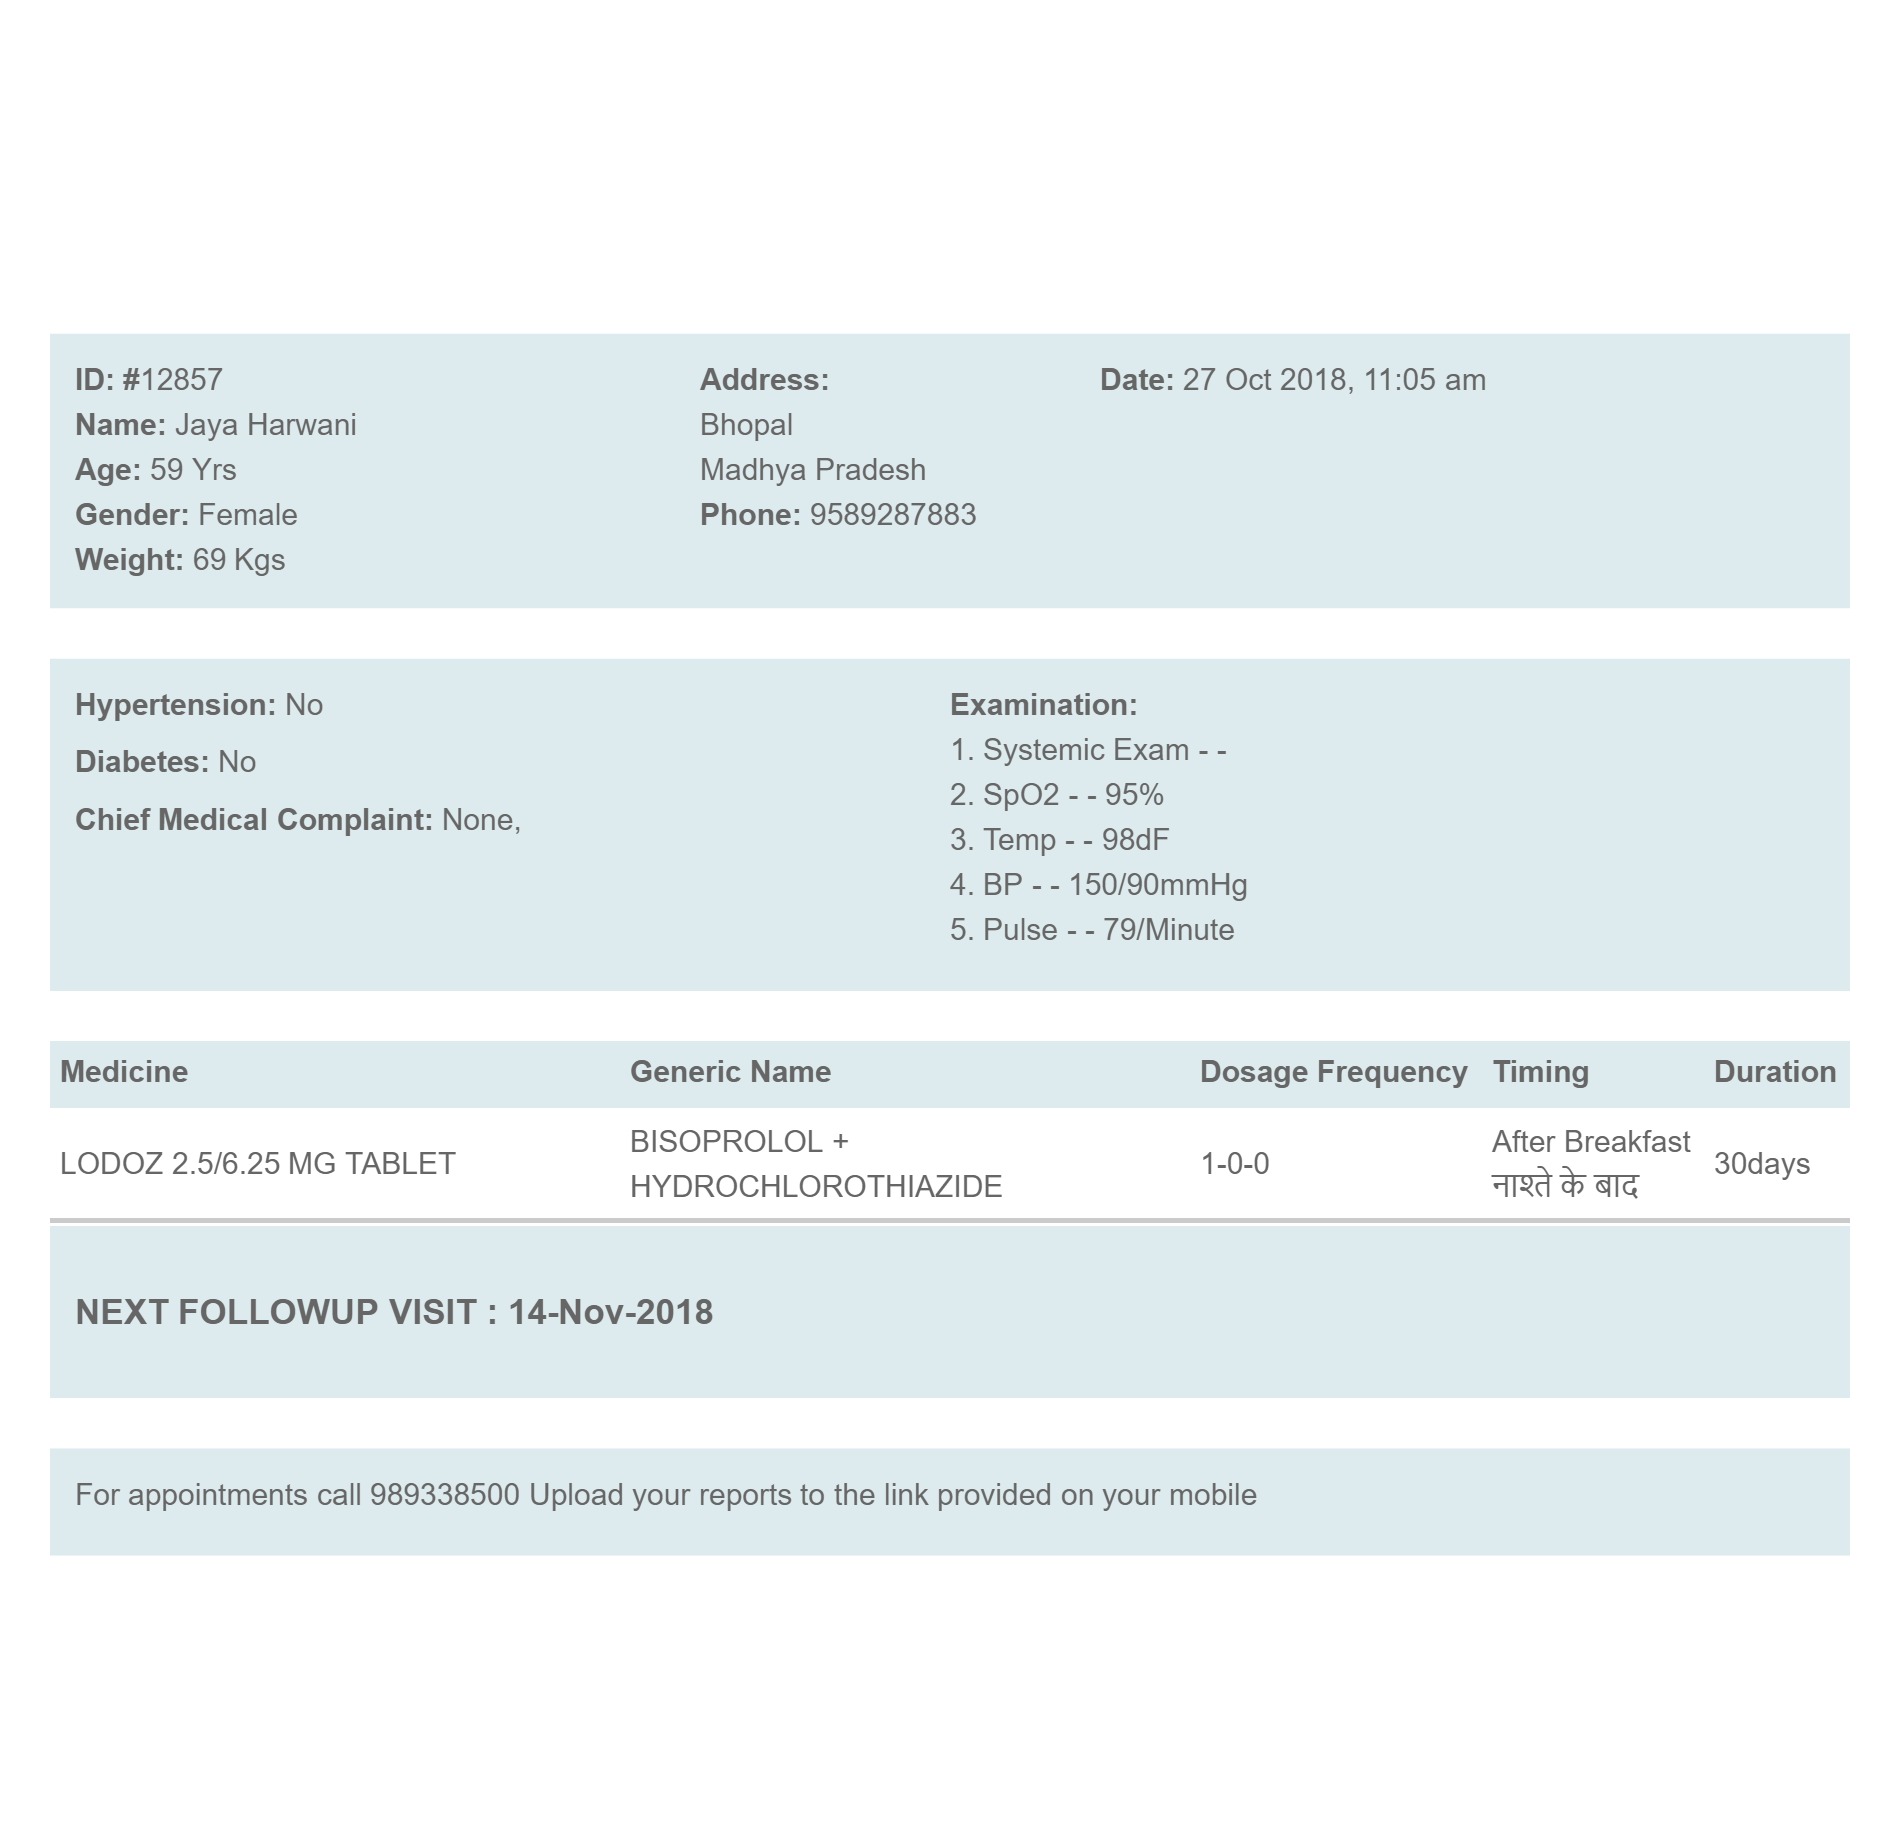 ID: #12857
Name: Jaya Harwani
Age: 59 Yrs
Gender: Female
Weight: 69 Kgs
Address:
Bhopal
Madhya Pradesh
Phone: 9589287883
Date: 27 Oct 2018, 11:05 am
Hypertension: No
Diabetes: No
Chief Medical Complaint: None,
Examination:
1. Systemic Exam - -
2. SpO2 - - 95%
3. Temp - - 98dF
4. BP - - 150/90mmHg
5. Pulse - - 79/Minute
Medicine Generic Name Dosage Frequency Timing Duration
LODOZ 2.5/6.25 MG TABLET
BISOPROLOL +
HYDROCHLOROTHIAZIDE
1-0-0
After Breakfast
नाश्ते के बाद
30days
NEXT FOLLOWUP VISIT : 14-Nov-2018
For appointments call 989338500 Upload your reports to the link provided on your mobile